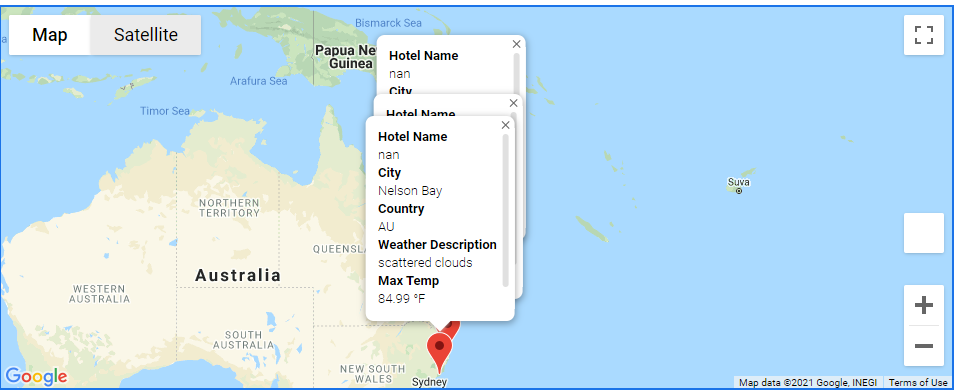 Map
Satellite
Bismarck Sea
Papua New
Guinea
a
Arafura Sea
Timor Sea
Hotel Name
nan
City
Hotel Name
Hotel Name
nan
City
Nelson Bay
Country
AU
Weather Description
scattered clouds
Max Temp
84.99 °F
Suva
NORTHERN
TERRITORY
QUEENSL
Australia
WESTERN
AUSTRALIA
SOUTH
AUSTRALIA
NEW SOUTH
WALES
Sydney
Google
Map data ©2021 Google, INEGI
Terms of Use